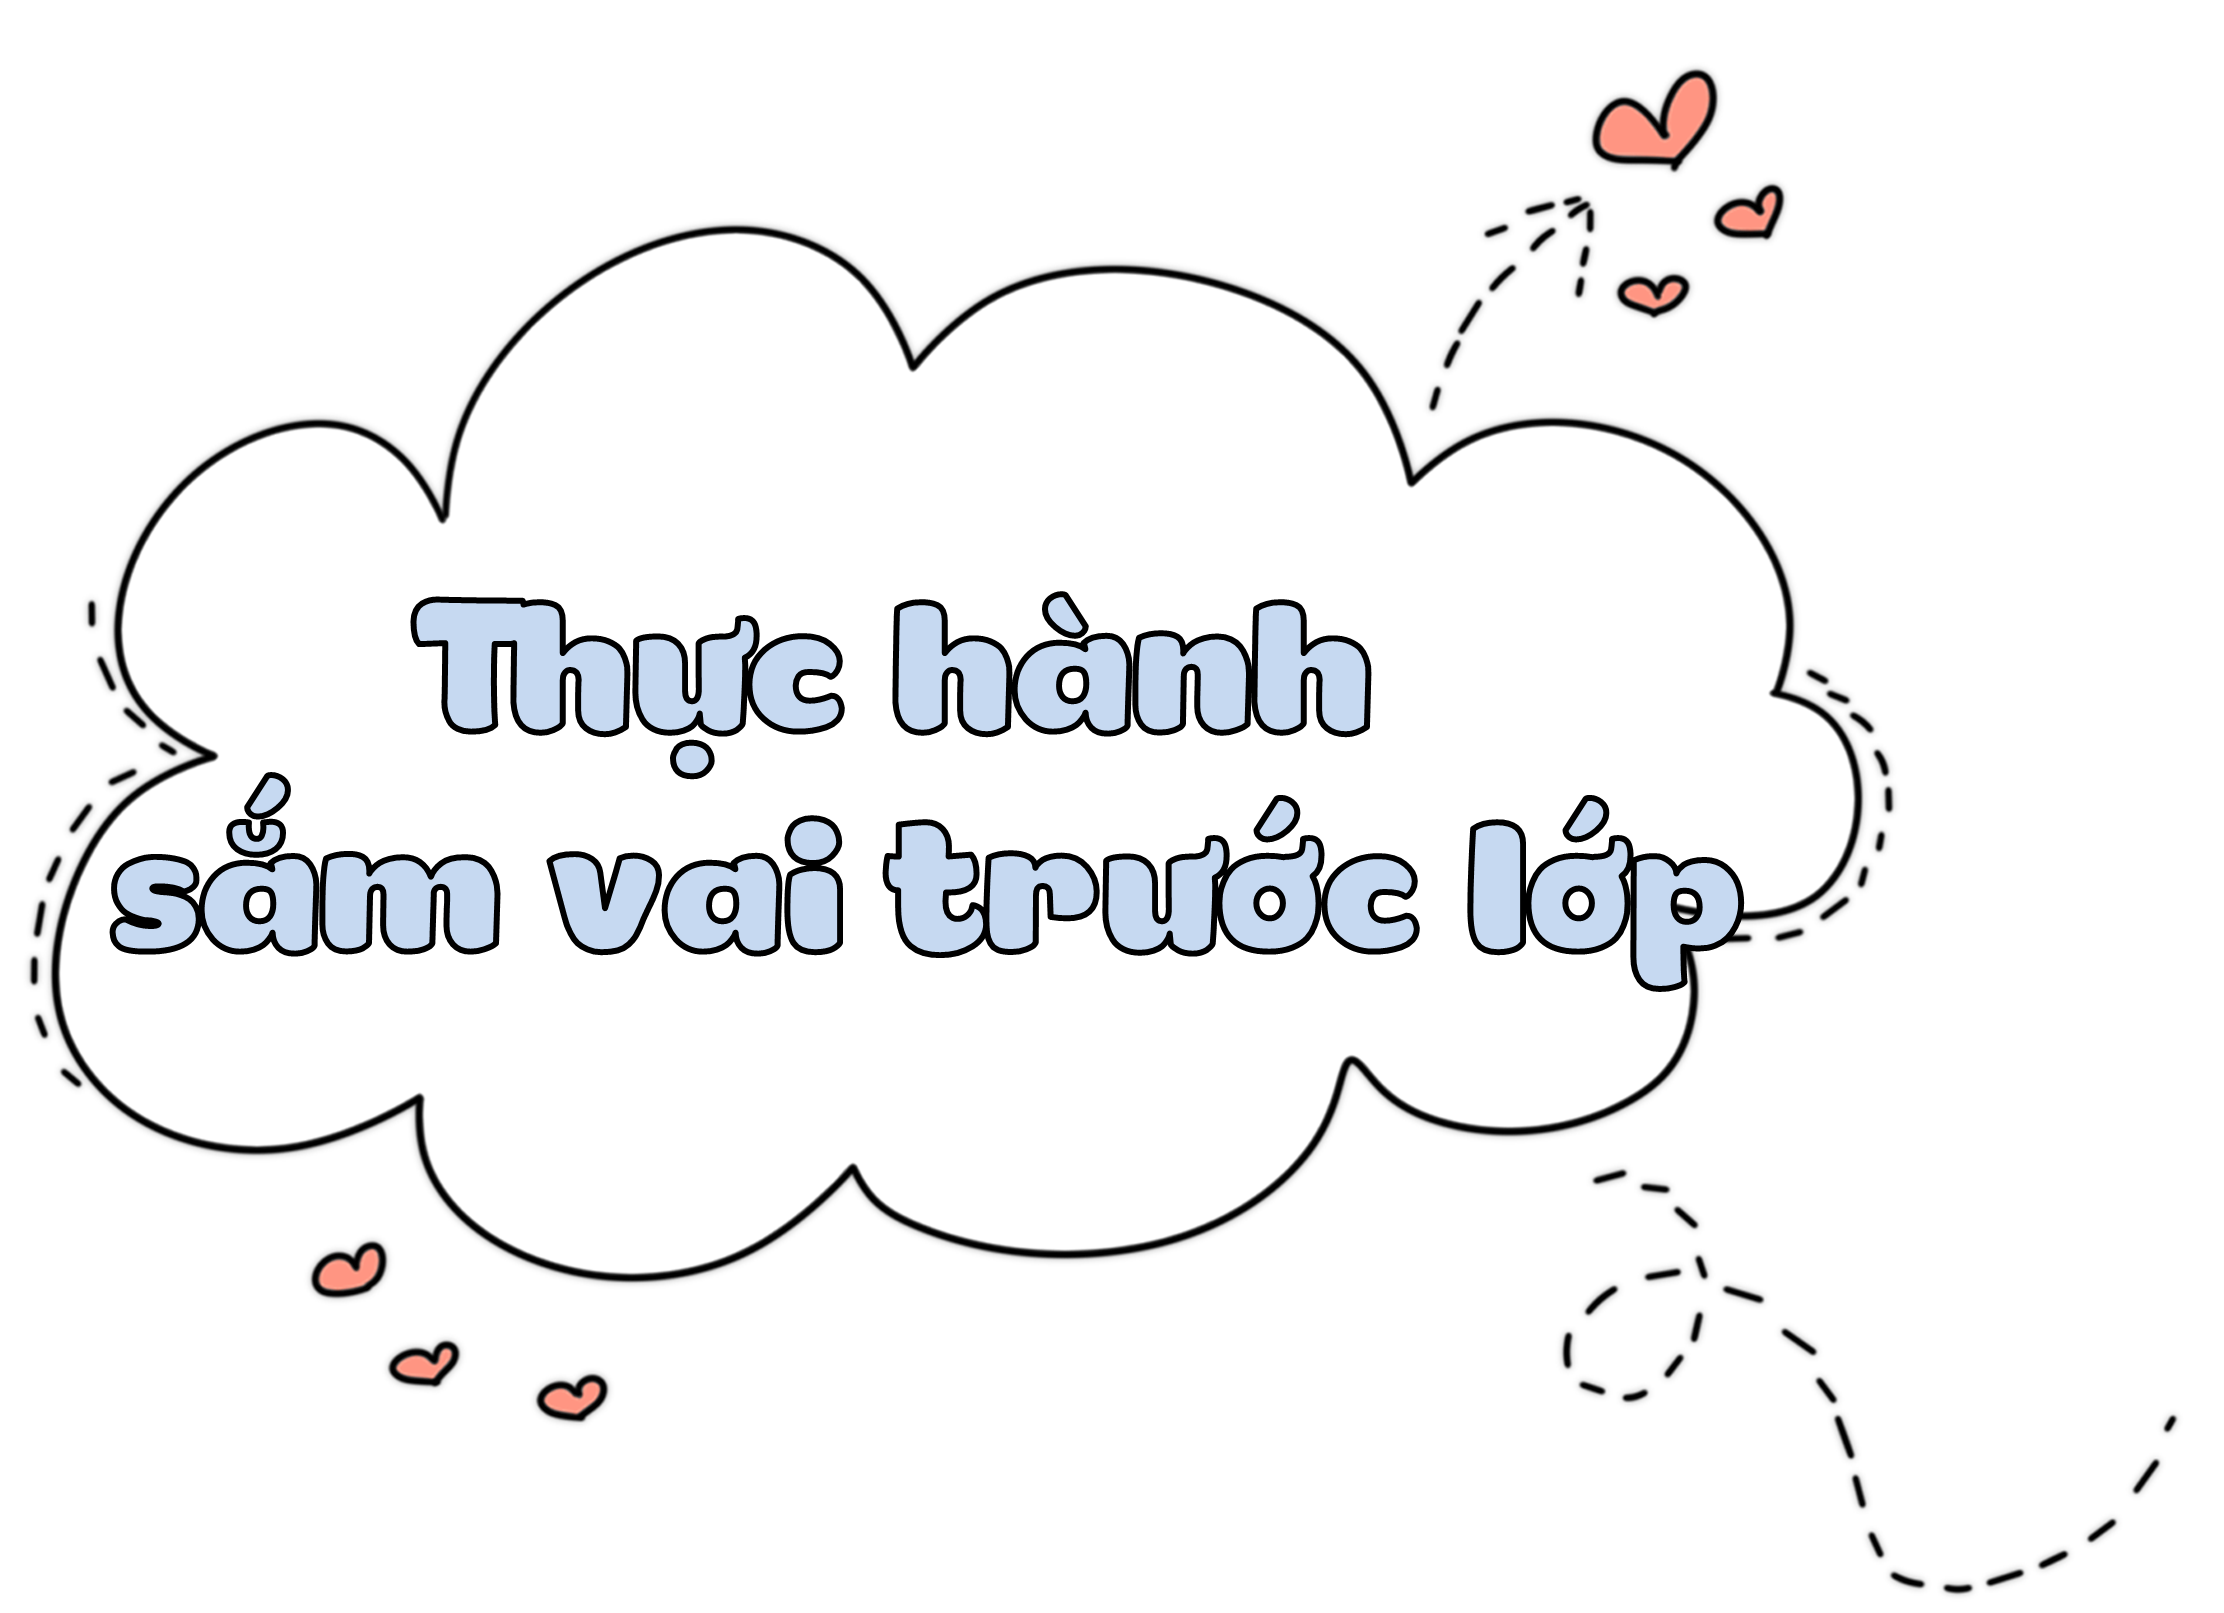 Thực hành
sắm vai trước lớp